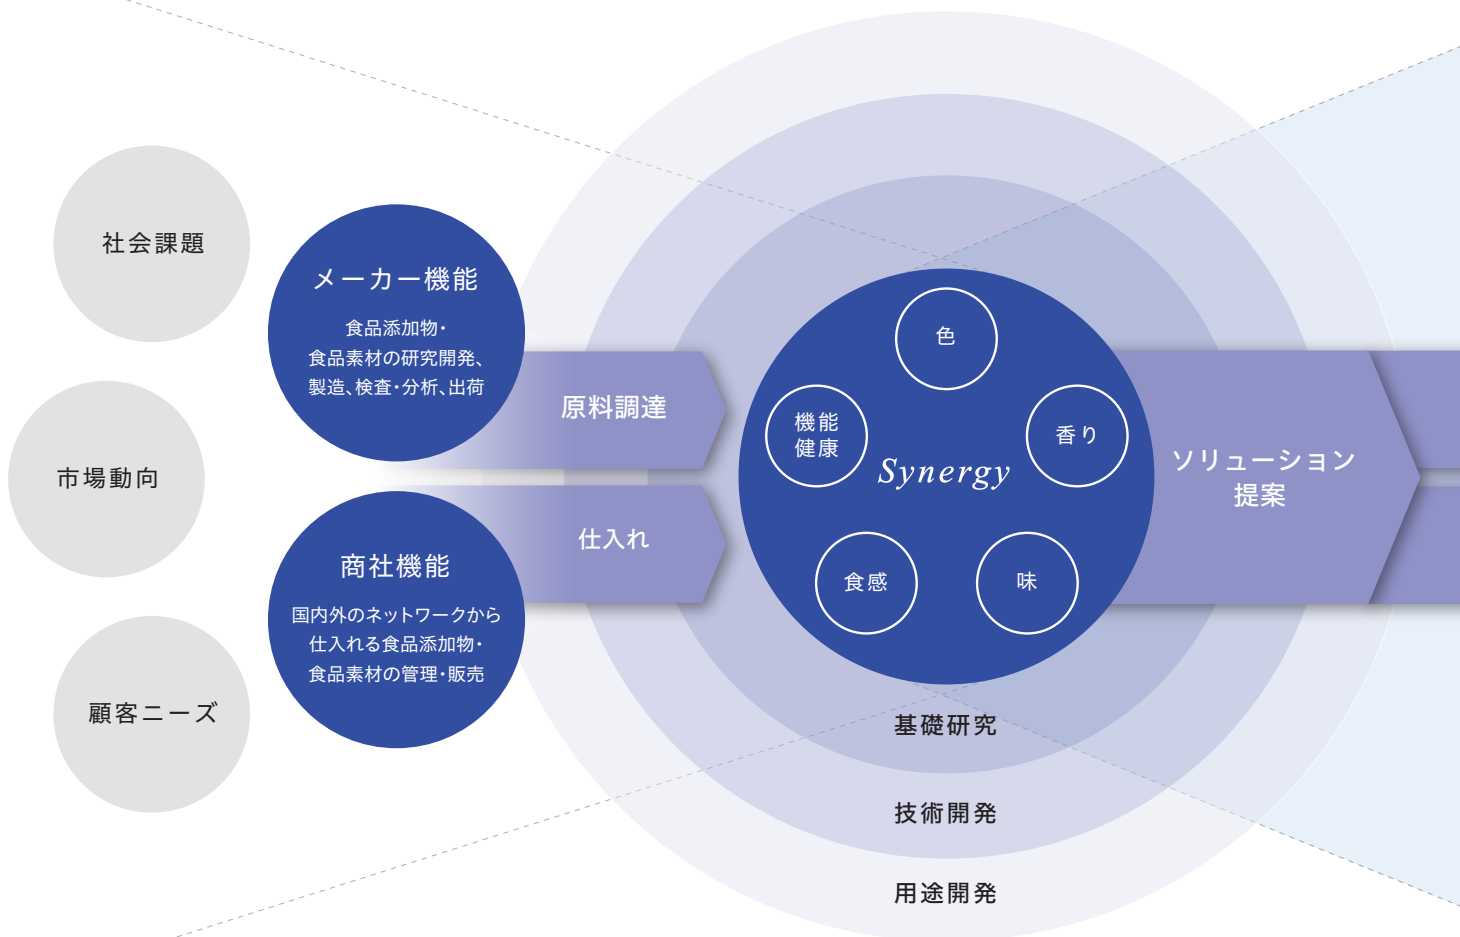 社会課題
市場動向
顧客ニーズ
メーカー機能
食品添加物・
食品素材の研究開発、
製造、検査・分析、出荷
商社機能
国内外のネットワークから
仕入れる食品添加物・
食品素材の管理・販売
原料調達
仕入れ
色
機能
健康
香り
Synergy
食感
味
基礎研究
技術開発
用途開発
ソリューション
提案